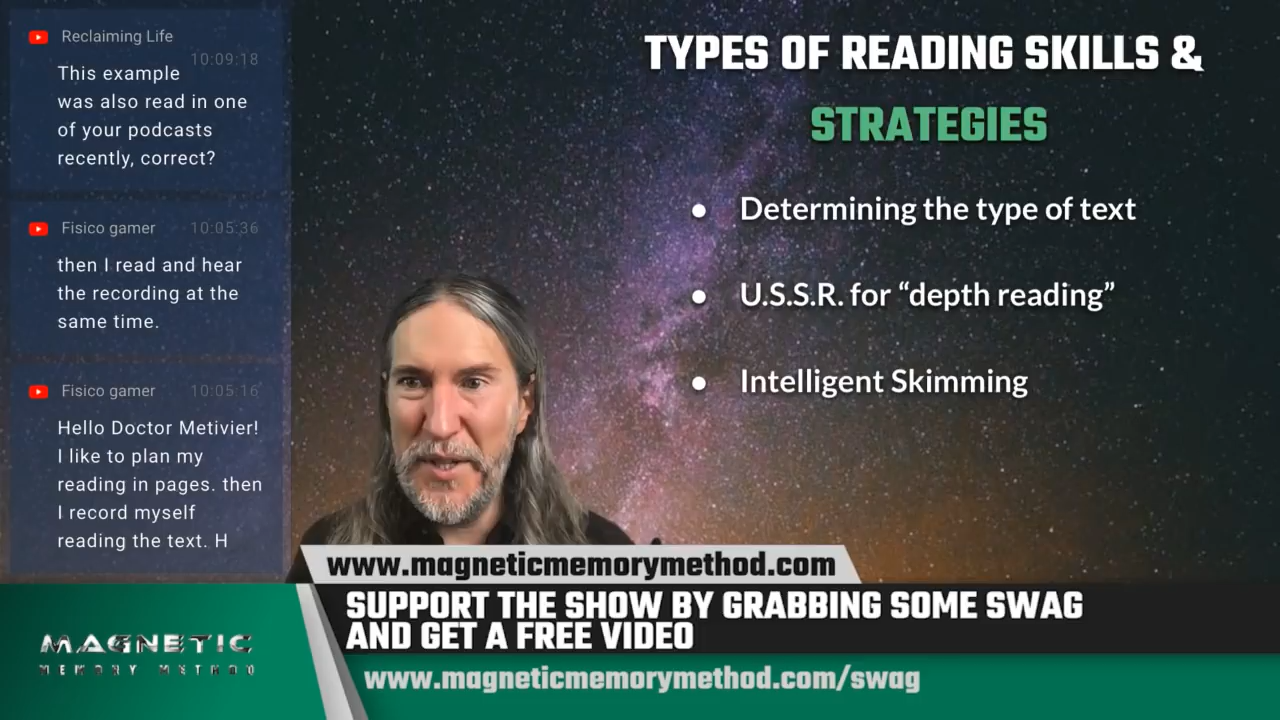 Reclaiming Life
10:09:18
This example
was also read in one
of your podcasts
recently, correct?
Fisico gamer 10:05:36
then I read and hear
the recording at the
same time.
Fisico gamer 10:05:16
Hello Doctor Metivier!
I like to plan my
reading in pages. then
I record myself
reading the text. H
TYPES OF READING SKILLS &
STRATEGIES
• Determining the type of text
• U.S.S.R. for “depth reading”
• Intelligent Skimming
www.magneticmemorymethod.com
SUPPORT THE SHOW BY GRABBING SOME SWAG
AND GET A FREE VIDEO
www.magneticmemorymethod.com/swag
MAGNETIC
MEMORY METHOD